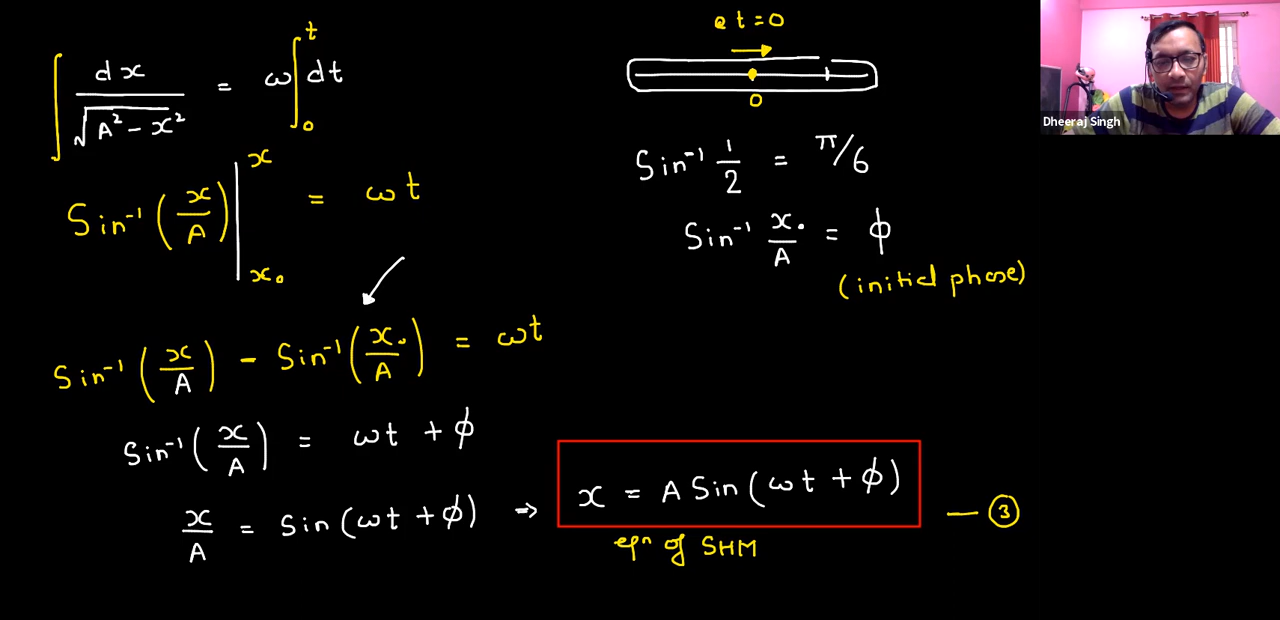 ∫ dx / √(A² − x²) = ω ∫₀ᵗ dt
Sin⁻¹ (x/A) |ₓ₀ˣ = ωt
Sin⁻¹ (x/A) − Sin⁻¹ (x₀/A) = ωt
Sin⁻¹ (x/A) = ωt + ϕ
x/A = Sin (ωt + ϕ) ⇒ x = A Sin (ωt + ϕ) — ③
eqⁿ of SHM
@ t = 0
O
Sin⁻¹ 1/2 = π/6
Sin⁻¹ x₀/A = ϕ
(initial phase)
Dheeraj Singh